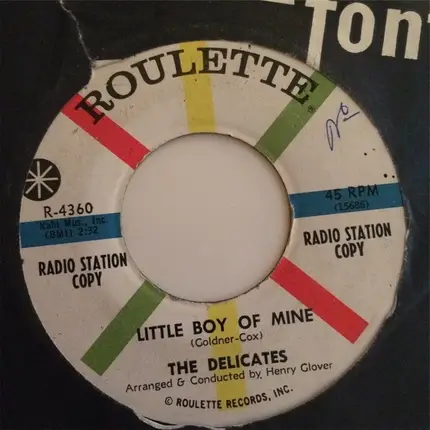 ROULETTE
R-4360
Kahl Mus., Inc.
(BMI) 2:32
RADIO STATION
COPY
45 RPM
(15686)
RADIO STATION
COPY
LITTLE BOY OF MINE
(Goldner-Cox)
THE DELICATES
Arranged & Conducted by Henry Glover
© ROULETTE RECORDS, INC.